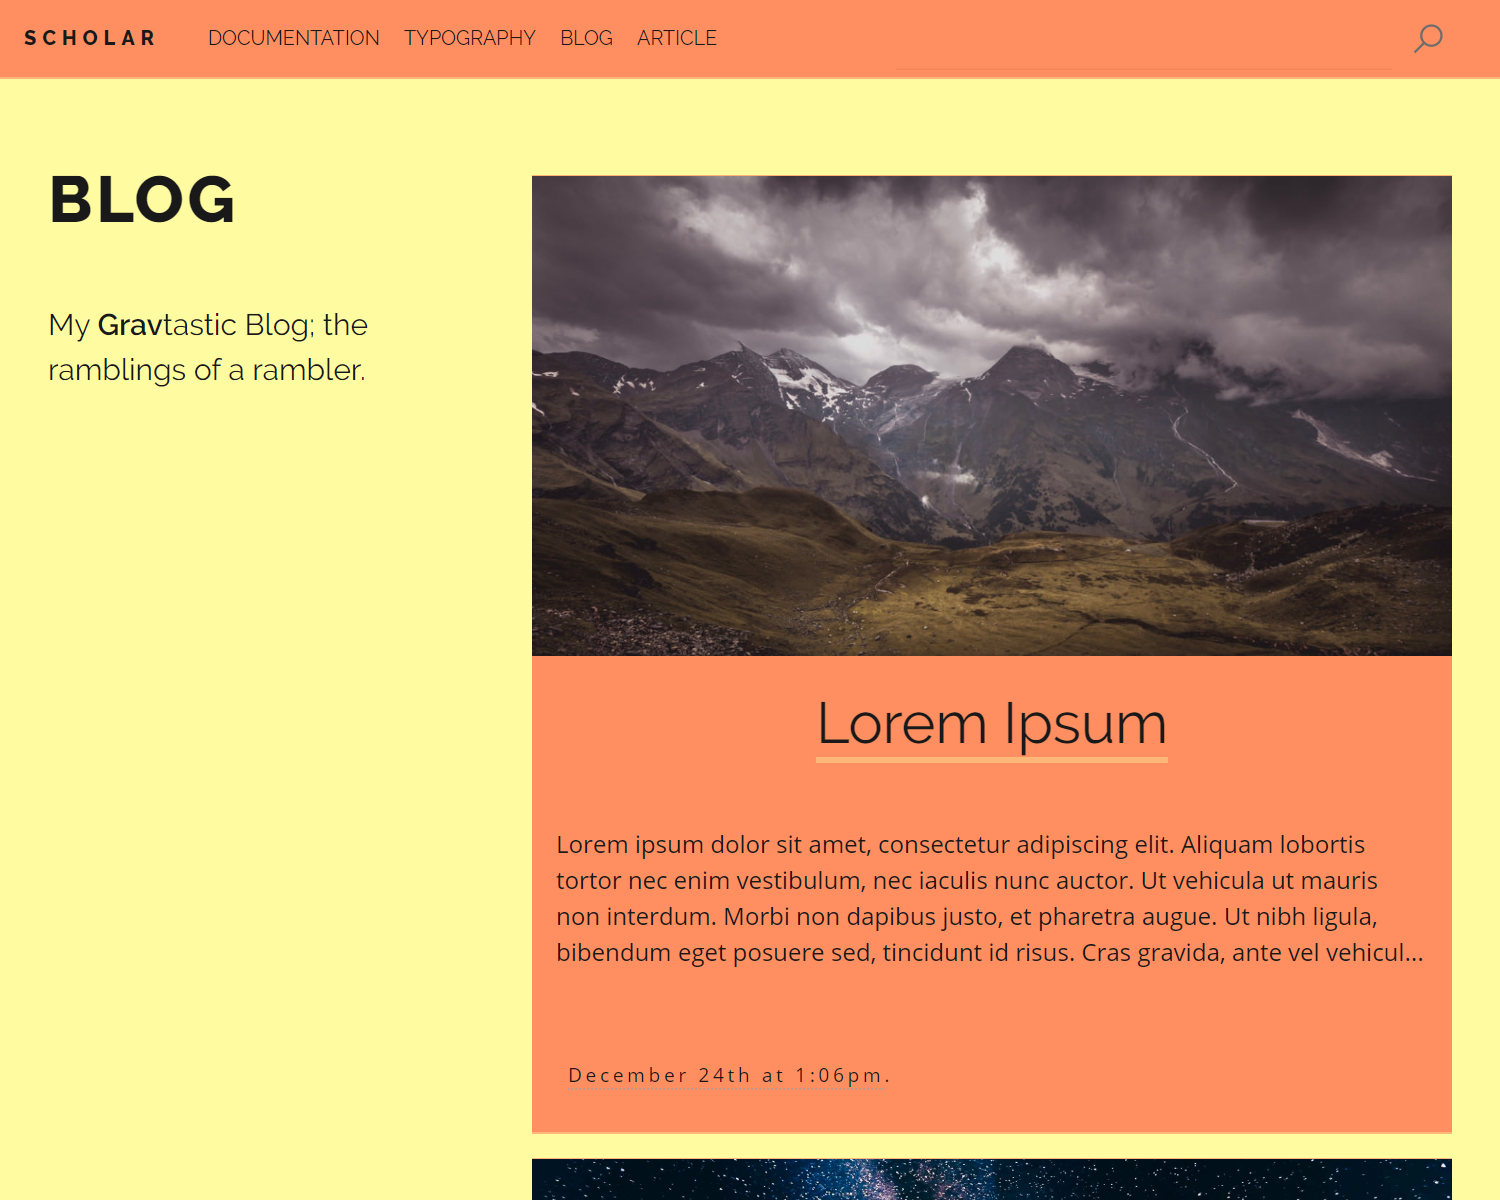 SCHOLAR DOCUMENTATION TYPOGRAPHY BLOG ARTICLE
BLOG
My Gravtastic Blog; the
ramblings of a rambler.
Lorem Ipsum
Lorem ipsum dolor sit amet, consectetur adipiscing elit. Aliquam lobortis
tortor nec enim vestibulum, nec iaculis nunc auctor. Ut vehicula ut mauris
non interdum. Morbi non dapibus justo, et pharetra augue. Ut nibh ligula,
bibendum eget posuere sed, tincidunt id risus. Cras gravida, ante vel vehicul...
December 24th at 1:06pm.